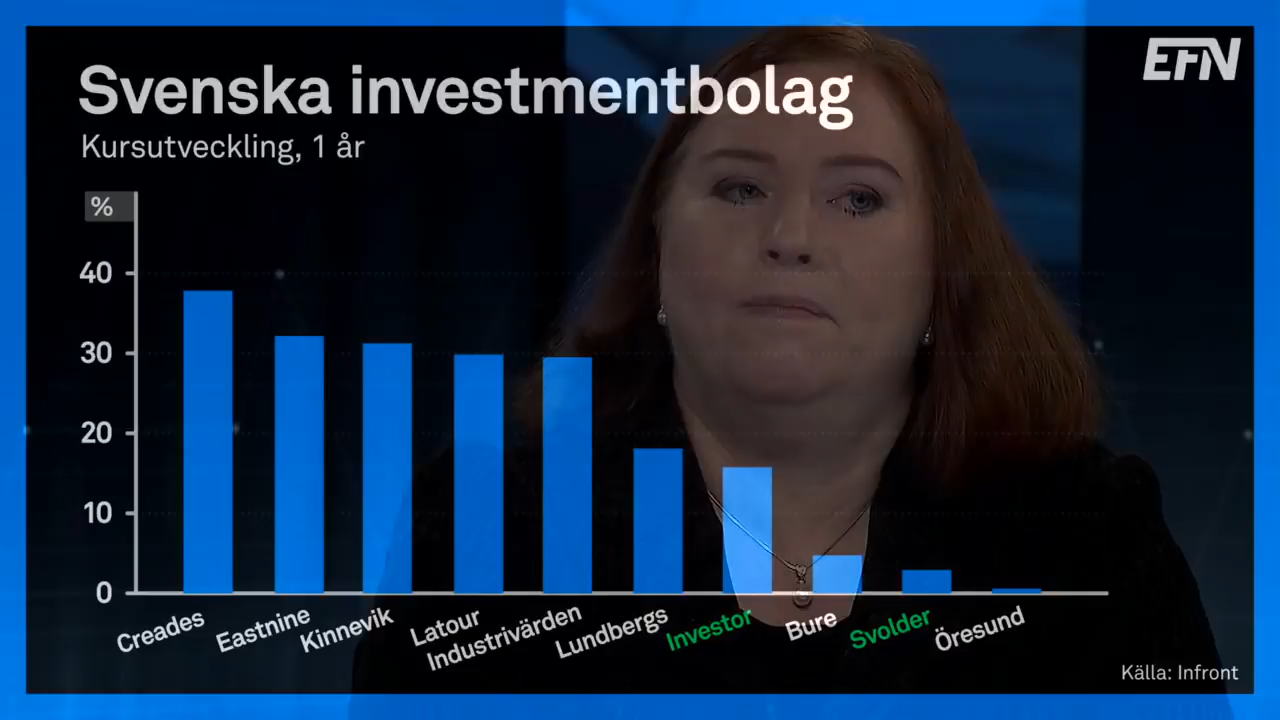 EFN
Svenska investmentbolag
Kursutveckling, 1 år
%
40
30
20
10
0
Creades
Eastnine
Kinnevik
Latour
Industrivärden
Lundbergs
Investor
Bure
Svolder
Öresund
Källa: Infront